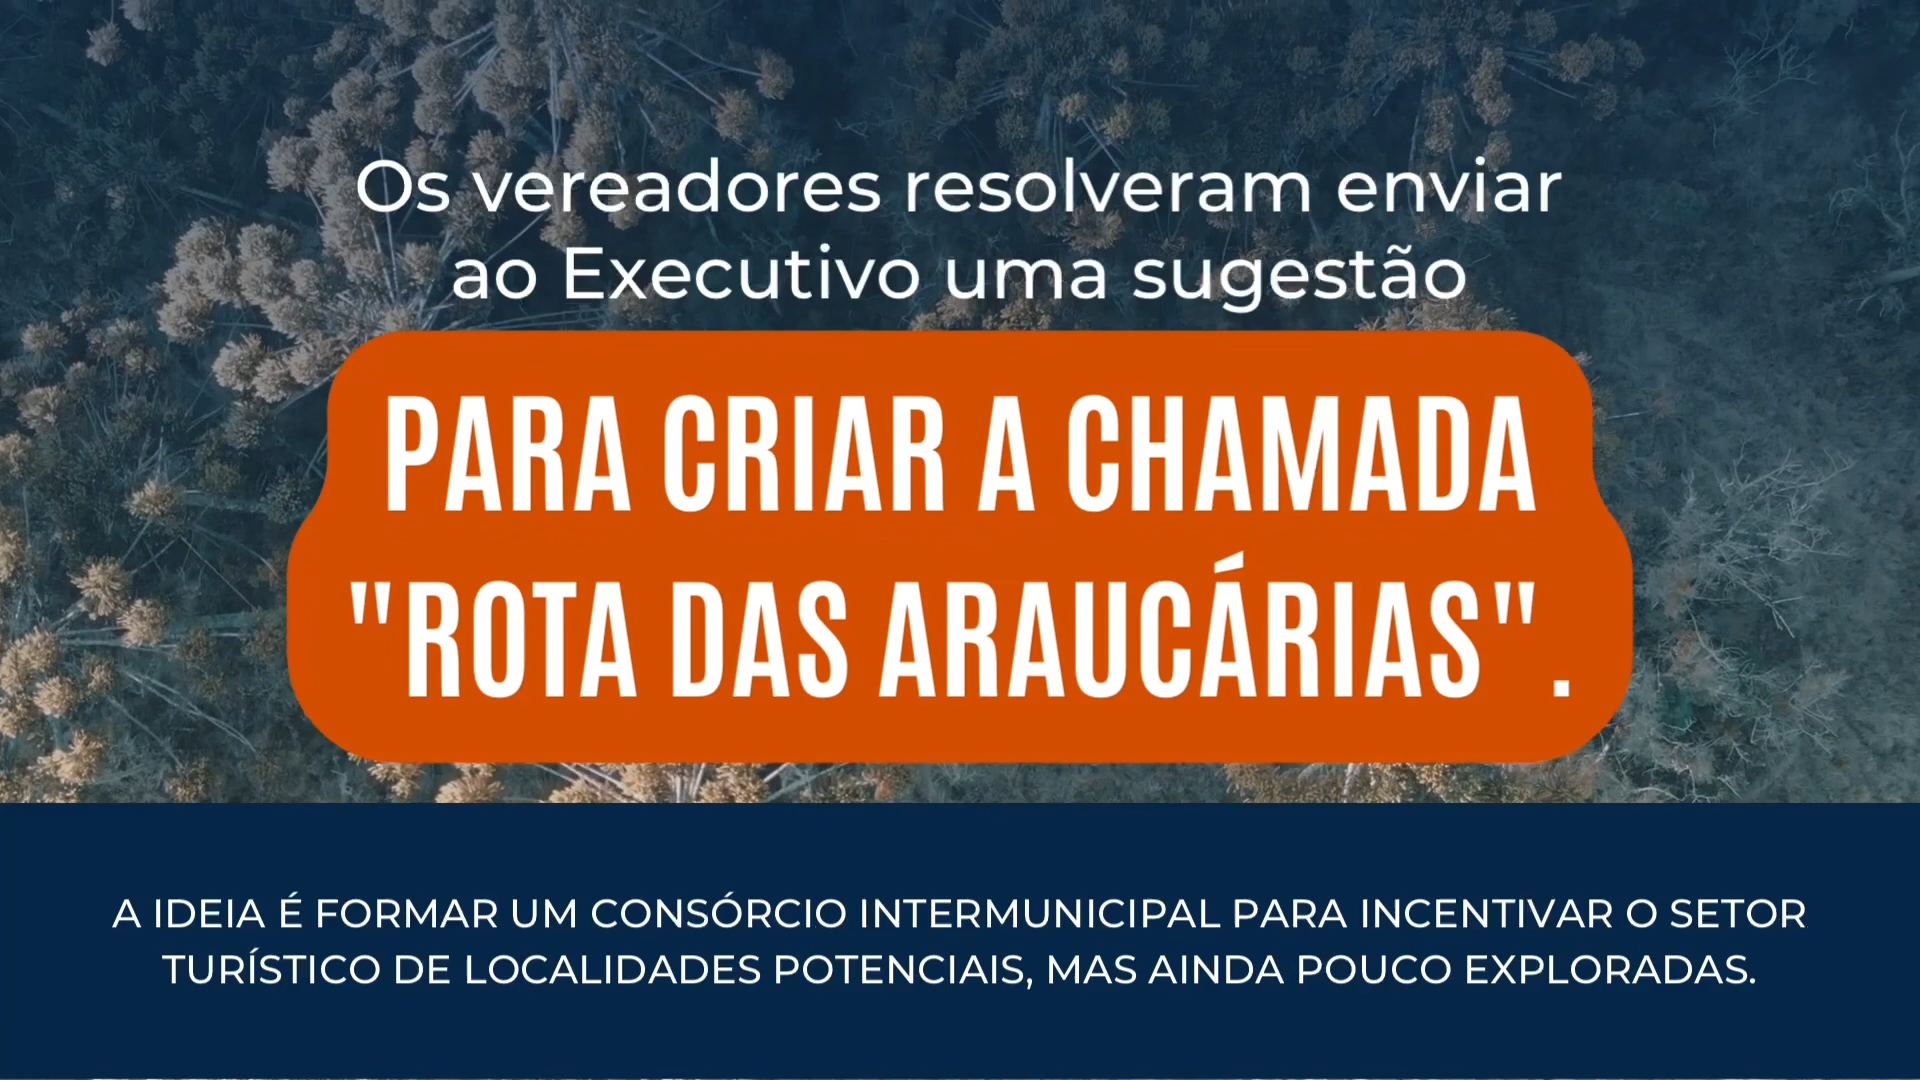 Os vereadores resolveram enviar
ao Executivo uma sugestão
PARA CRIAR A CHAMADA
"ROTA DAS ARAUCÁRIAS".
A IDEIA É FORMAR UM CONSÓRCIO INTERMUNICIPAL PARA INCENTIVAR O SETOR
TURÍSTICO DE LOCALIDADES POTENCIAIS, MAS AINDA POUCO EXPLORADAS.